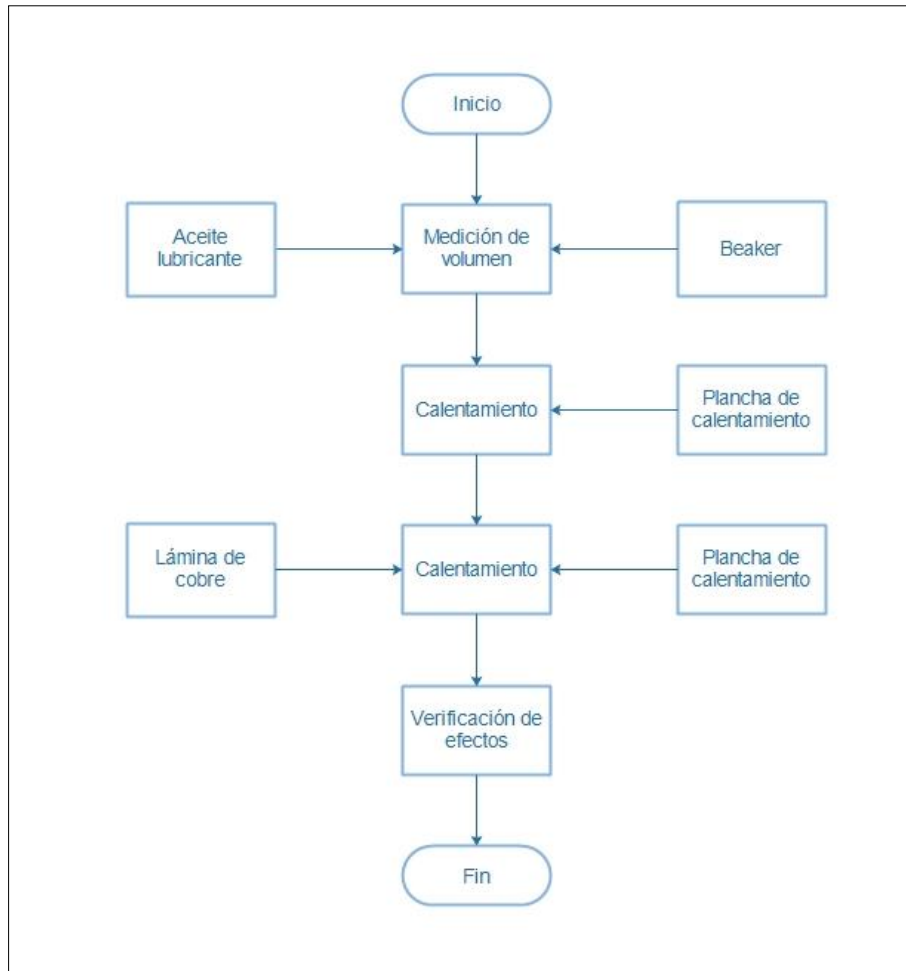 Inicio
Aceite
lubricante
Medición de
volumen
Beaker
Calentamiento
Plancha de
calentamiento
Lámina de
cobre
Calentamiento
Plancha de
calentamiento
Verificación de
efectos
Fin